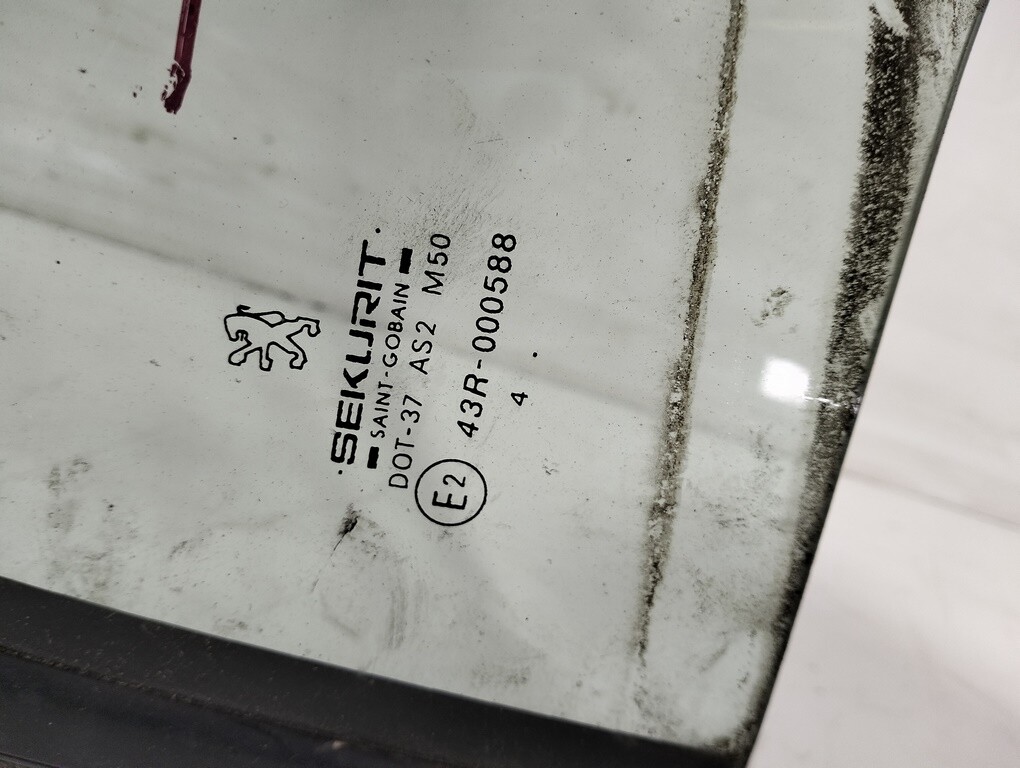 SEKURIT
SAINT-GOBAIN
DOT-37 AS2 M50
E2 43R-000588
4